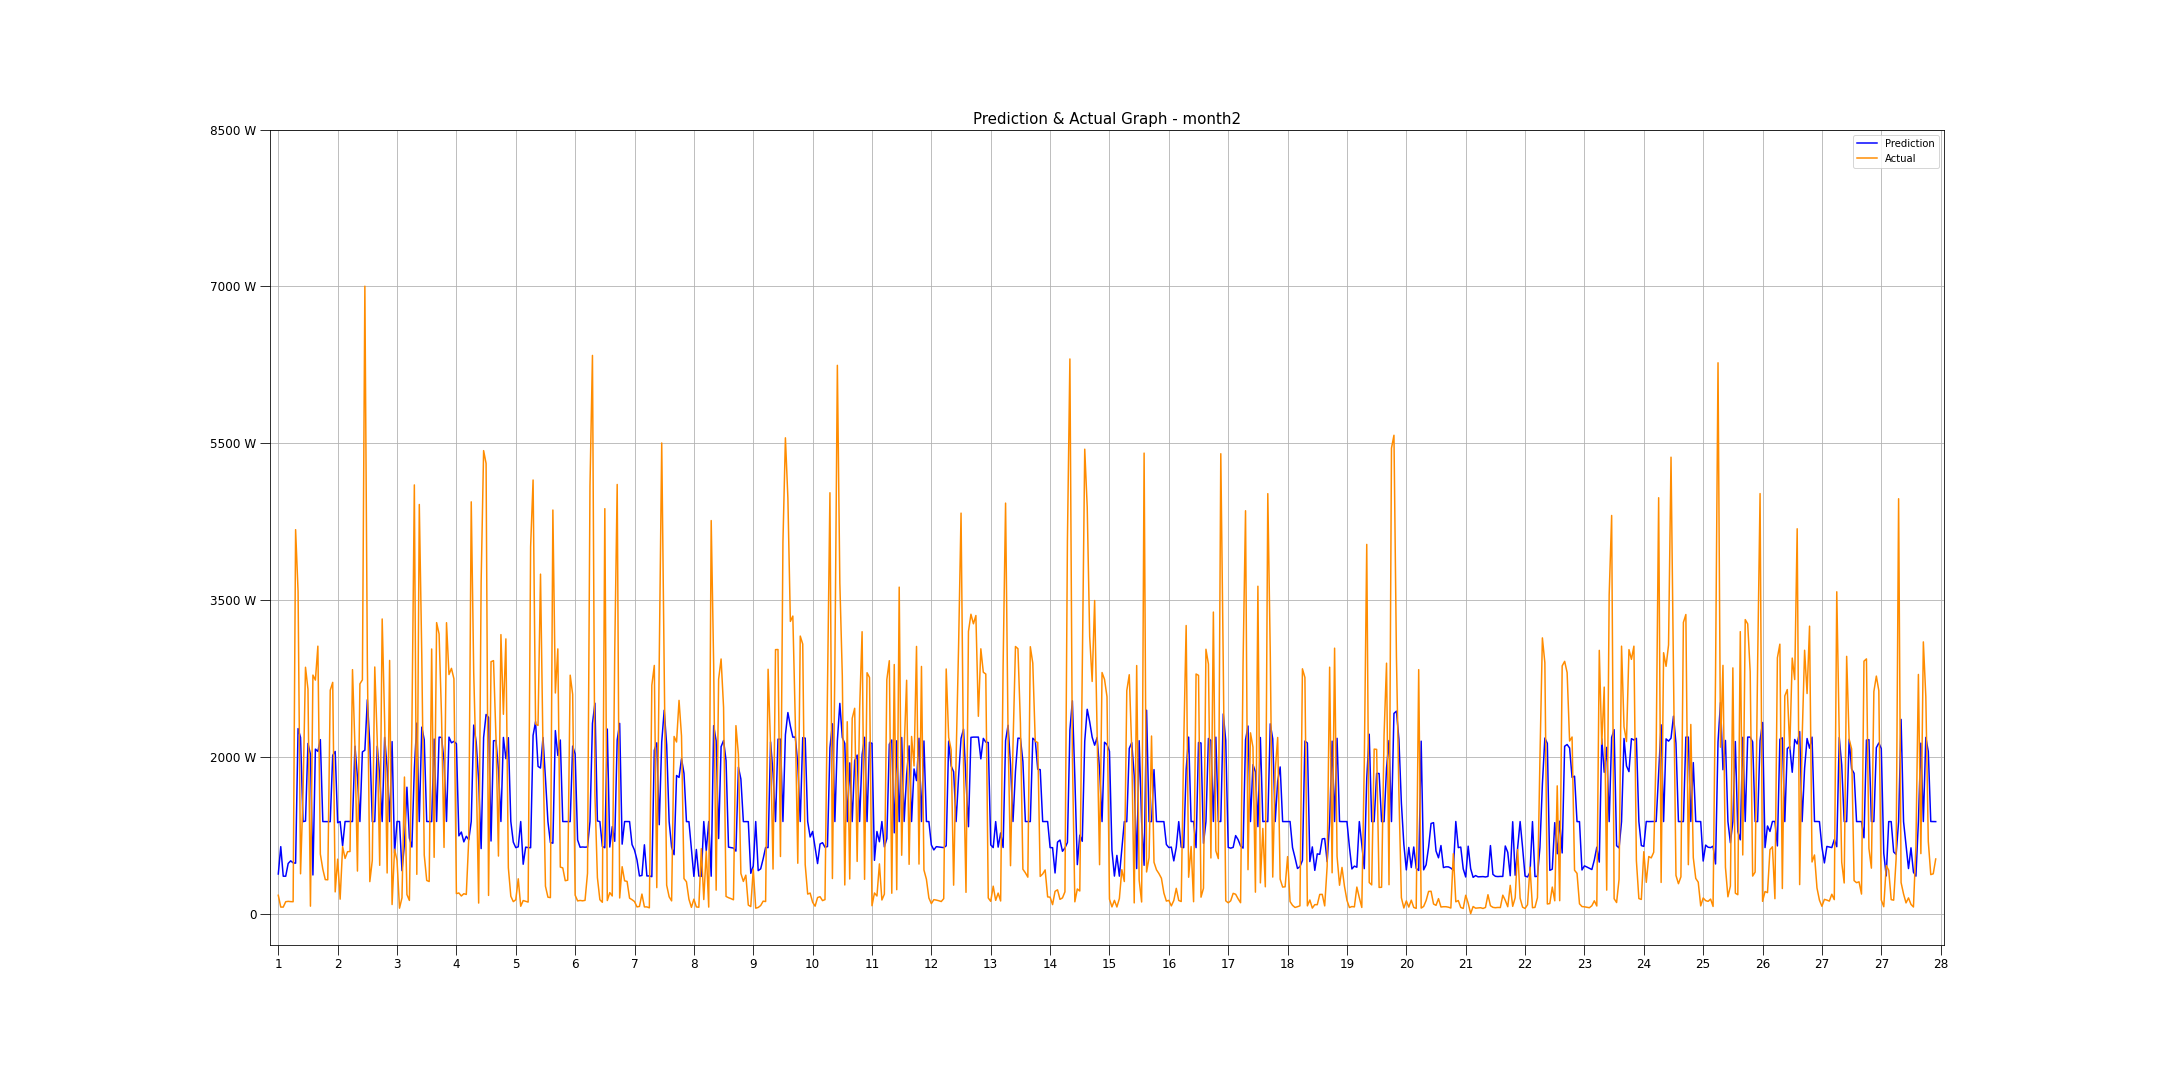 Prediction & Actual Graph - month2
Prediction
Actual
8500 W
7000 W
5500 W
3500 W
2000 W
0
1 2 3 4 5 6 7 8 9 10 11 12 13 14 15 16 17 18 19 20 21 22 23 24 25 26 27 27 28